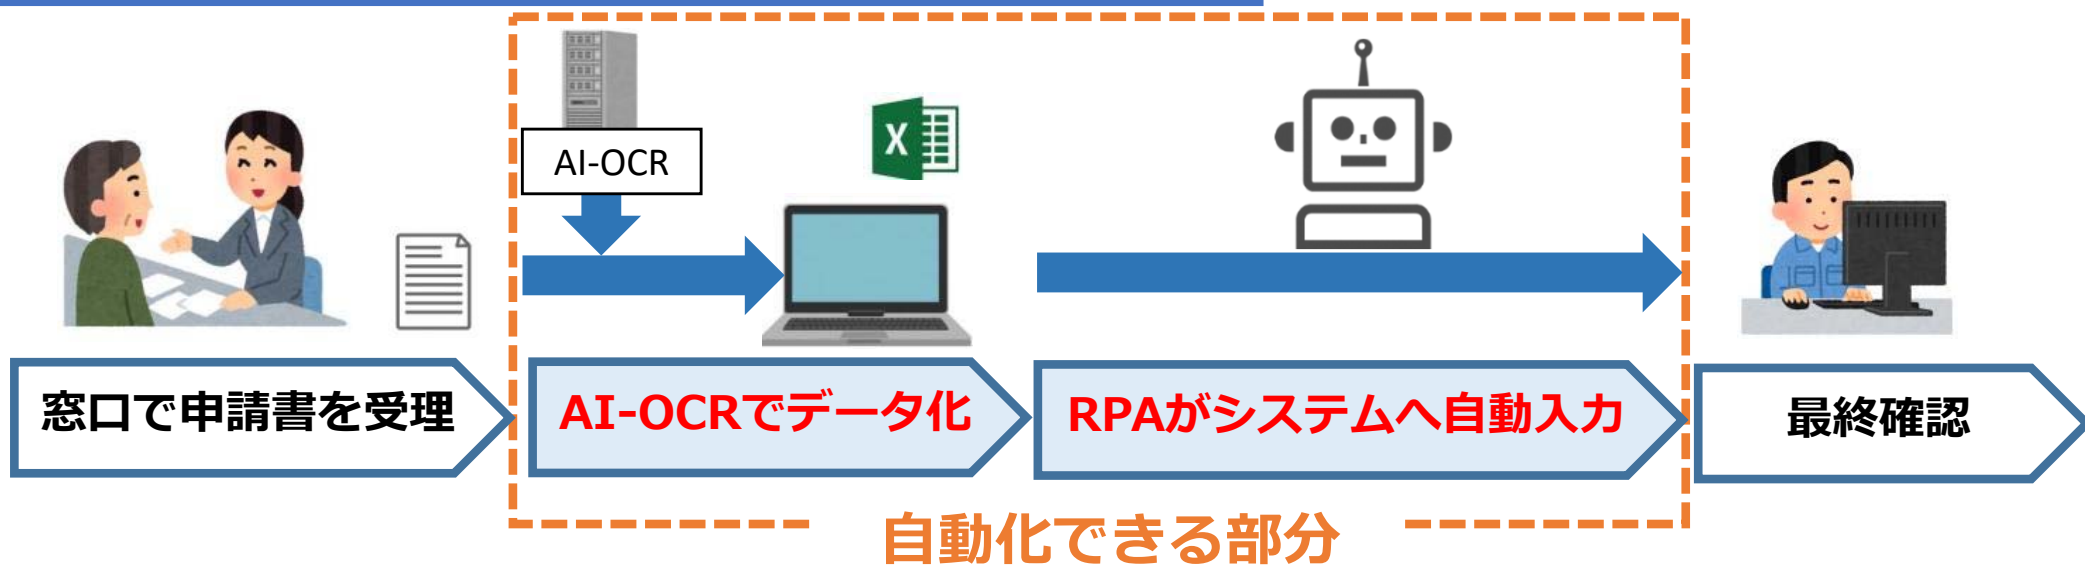 AI-OCR
X
窓口で申請書を受理
AI-OCRでデータ化
RPAがシステムへ自動入力
最終確認
自動化できる部分